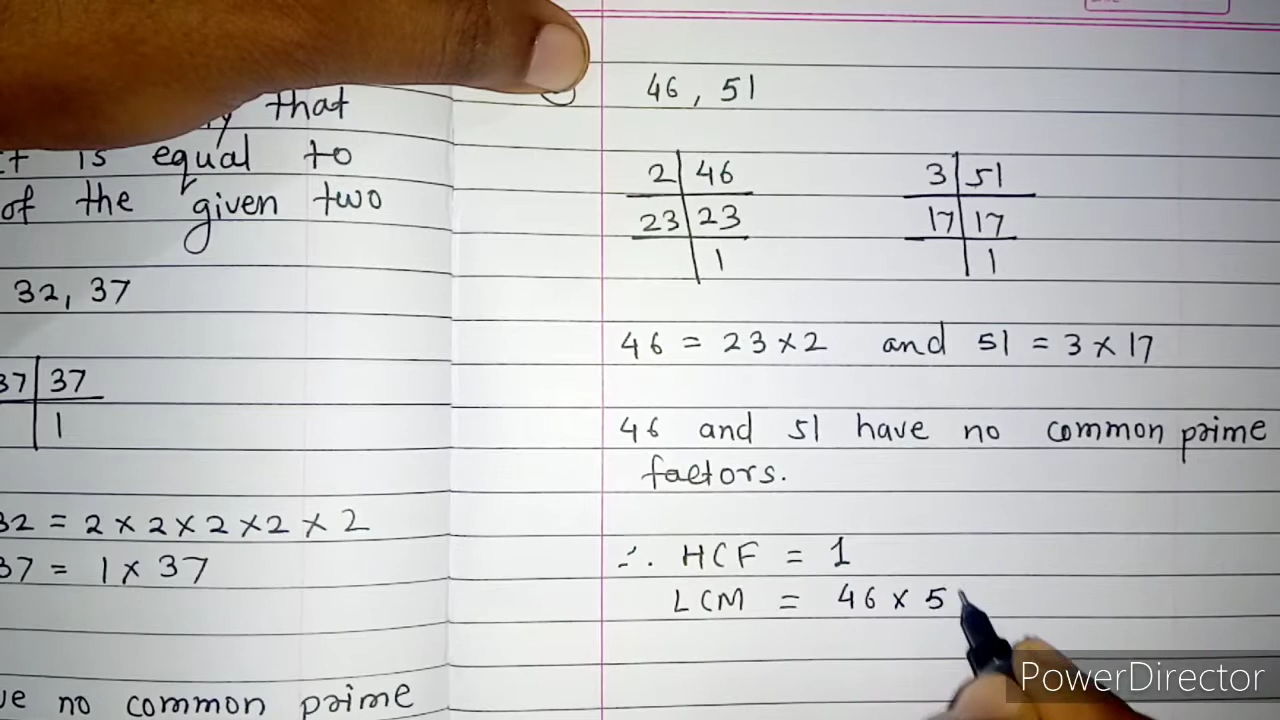 that
is equal to
of the given two
32, 37
37 | 37
1
32 = 2 × 2 × 2 × 2 × 2
37 = 1 × 37
no common prime
46, 51
2 | 46
23 | 23
1
3 | 51
17 | 17
1
46 = 23 × 2 and 51 = 3 × 17
46 and 51 have no common prime
factors.
∴ HCF = 1
LCM = 46 × 5
PowerDirector